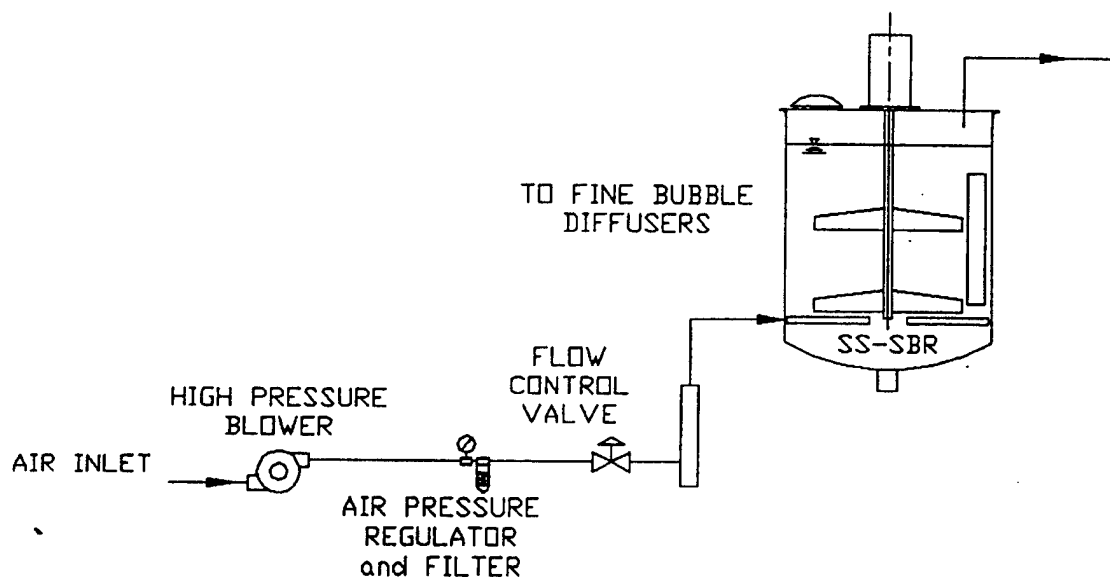 TO FINE BUBBLE
DIFFUSERS
SS-SBR
FLOW
CONTROL
VALVE
HIGH PRESSURE
BLOWER
AIR INLET
AIR PRESSURE
REGULATOR
and FILTER